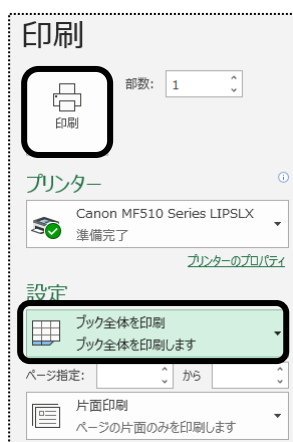 印刷
部数: 1
印刷
プリンター
Canon MF510 Series LIPSLX
準備完了
プリンターのプロパティ
設定
ブック全体を印刷
ブック全体を印刷します
ページ指定: から
片面印刷
ページの片面のみを印刷します